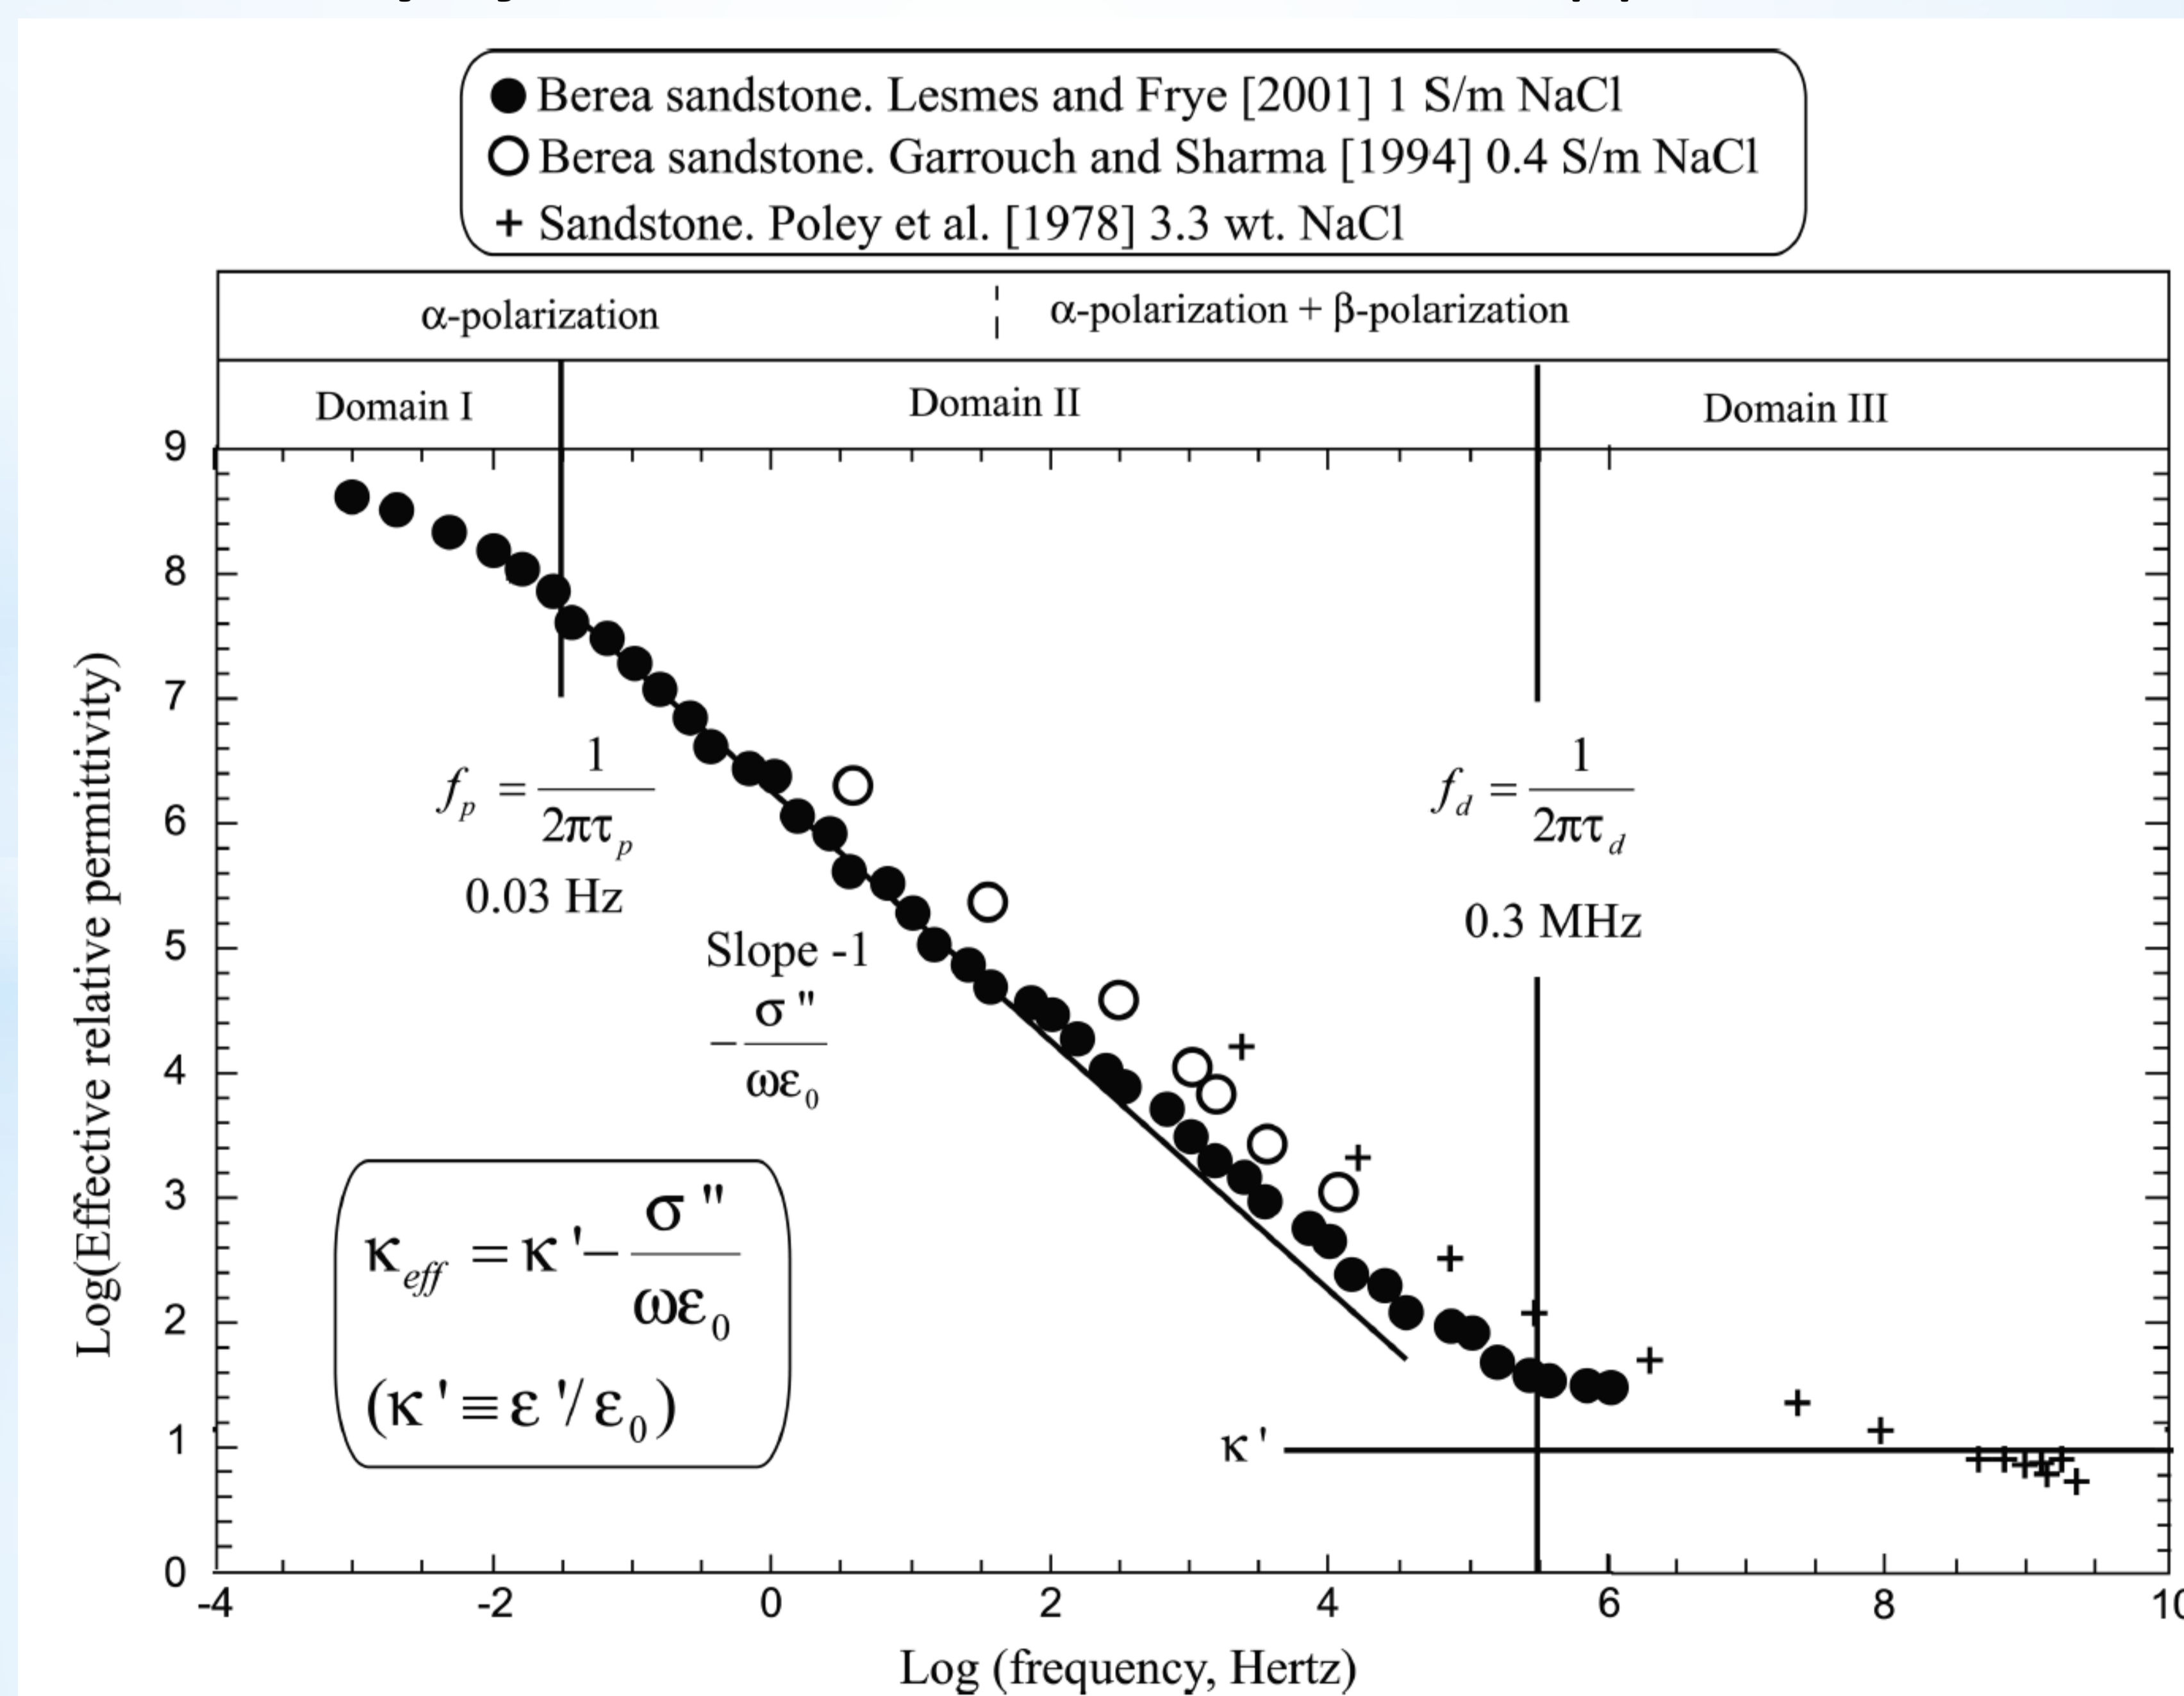 ● Berea sandstone. Lesmes and Frye [2001] 1 S/m NaCl
○ Berea sandstone. Garrouch and Sharma [1994] 0.4 S/m NaCl
+ Sandstone. Poley et al. [1978] 3.3 wt. NaCl
α-polarization
α-polarization + β-polarization
Domain I
Domain II
Domain III
9
8
7
6
5
4
3
2
1
0
Log(Effective relative permittivity)
f_p = 1/2πτ_p
0.03 Hz
f_d = 1/2πτ_d
0.3 MHz
Slope -1
−σ"/ωε_0
κ_eff = κ'− σ"/ωε_0
(κ'≡ε'/ε_0)
κ'
-4 -2 0 2 4 6 8 10
Log (frequency, Hertz)